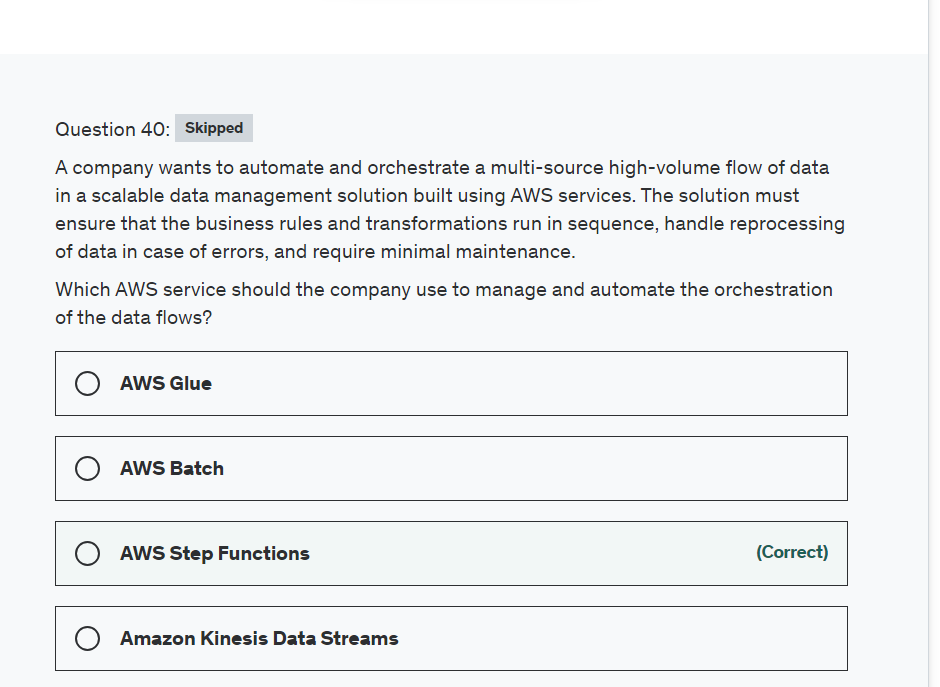 Question 40: Skipped
A company wants to automate and orchestrate a multi-source high-volume flow of data
in a scalable data management solution built using AWS services. The solution must
ensure that the business rules and transformations run in sequence, handle reprocessing
of data in case of errors, and require minimal maintenance.
Which AWS service should the company use to manage and automate the orchestration
of the data flows?
AWS Glue
AWS Batch
AWS Step Functions (Correct)
Amazon Kinesis Data Streams